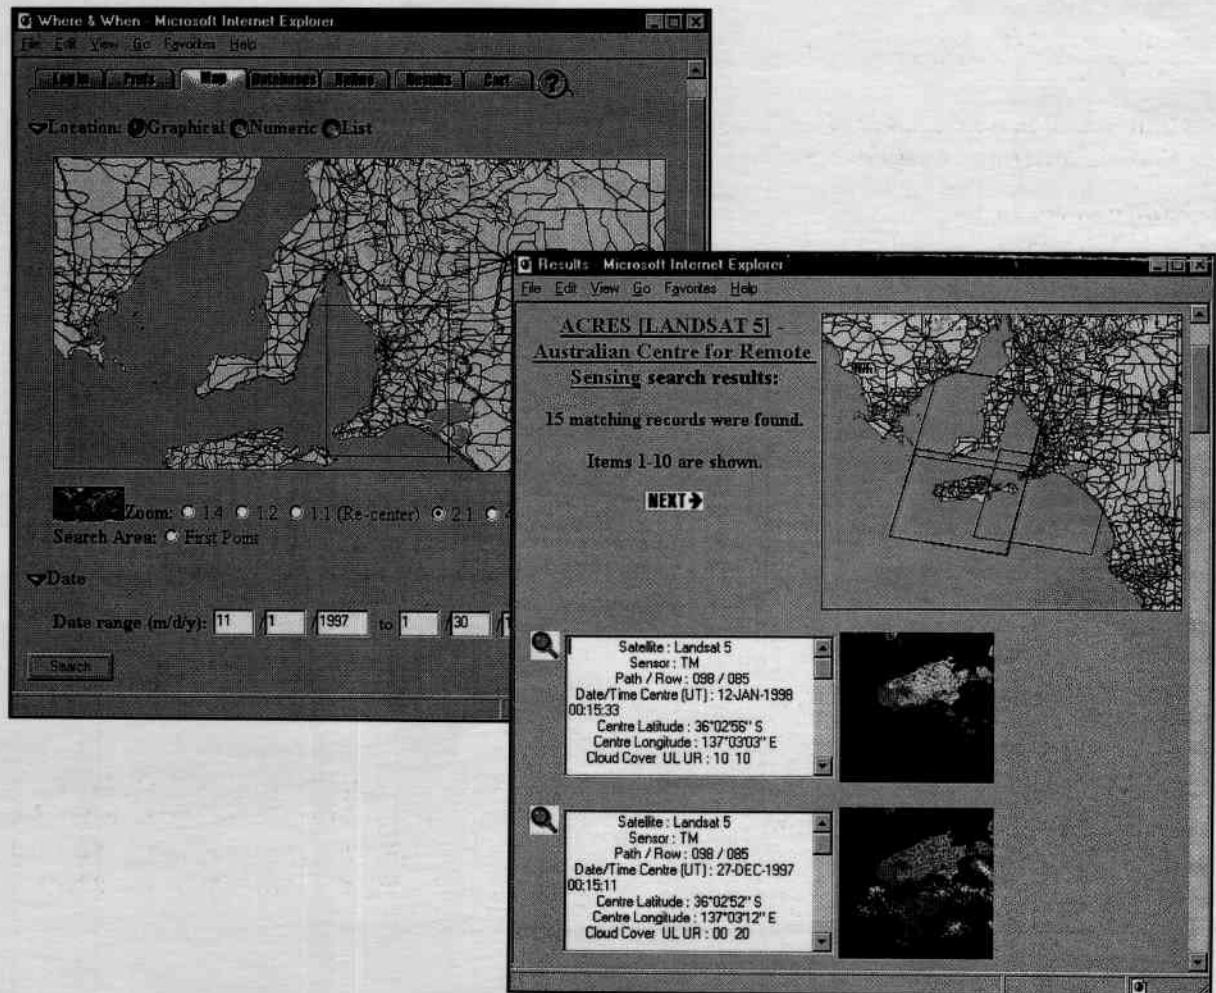 Where & When - Microsoft Internet Explorer
File Edit View Go Favorites Help
Log In Prefs Map Databases Refine Results Cart ?
Location: Graphical Numeric List
Zoom: 1:4 1:2 1:1 (Re-center) 2:1 4
Search Area: First Point
Date
Date range (m/d/y): 11 / 1 / 1997 to 1 / 30 / 1
Search
Results - Microsoft Internet Explorer
File Edit View Go Favorites Help
ACRES [LANDSAT 5] -
Australian Centre for Remote
Sensing search results:
15 matching records were found.
Items 1-10 are shown.
NEXT
Satellite : Landsat 5
Sensor : TM
Path / Row : 098 / 085
Date/Time Centre (UT) : 12-JAN-1998
00:15:33
Centre Latitude : 36°02'56" S
Centre Longitude : 137°03'03" E
Cloud Cover UL UR : 10 10
Satellite : Landsat 5
Sensor : TM
Path / Row : 098 / 085
Date/Time Centre (UT) : 27-DEC-1997
00:15:11
Centre Latitude : 36°02'52" S
Centre Longitude : 137°03'12" E
Cloud Cover UL UR : 00 20